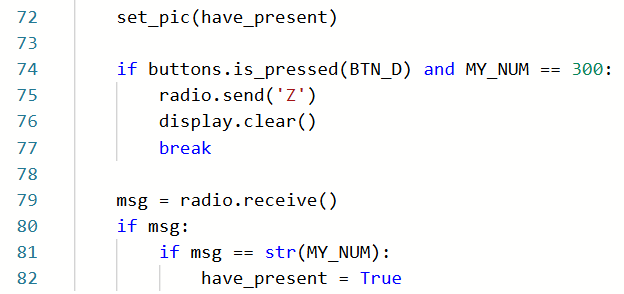 72 set_pic(have_present)
73
74 if buttons.is_pressed(BTN_D) and MY_NUM == 300:
75 radio.send('Z')
76 display.clear()
77 break
78
79 msg = radio.receive()
80 if msg:
81 if msg == str(MY_NUM):
82 have_present = True